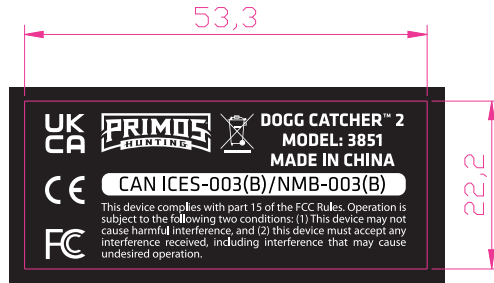 53,3
UK
CA
PRIMOS
HUNTING
DOGG CATCHER™ 2
MODEL: 3851
MADE IN CHINA
CE
CAN ICES-003(B)/NMB-003(B)
FC
This device complies with part 15 of the FCC Rules. Operation is
subject to the following two conditions: (1) This device may not
cause harmful interference, and (2) this device must accept any
interference received, including interference that may cause
undesired operation.
22,2